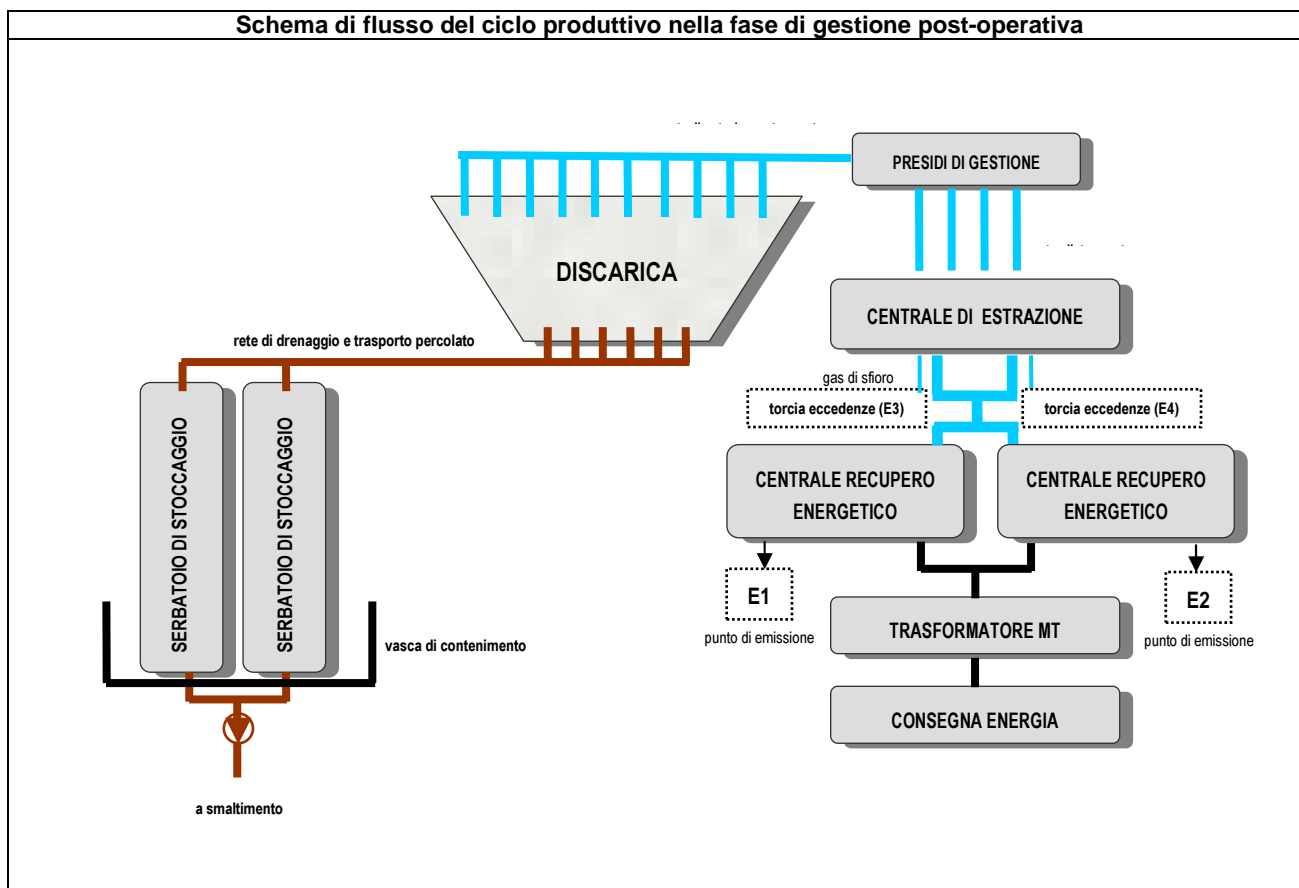 Schema di flusso del ciclo produttivo nella fase di gestione post-operativa
PRESIDI DI GESTIONE
DISCARICA
CENTRALE DI ESTRAZIONE
rete di drenaggio e trasporto percolato
gas di sfioro
torcia eccedenze (E3)
torcia eccedenze (E4)
SERBATOIO DI STOCCAGGIO
SERBATOIO DI STOCCAGGIO
CENTRALE RECUPERO
ENERGETICO
CENTRALE RECUPERO
ENERGETICO
E1
punto di emissione
E2
punto di emissione
TRASFORMATORE MT
vasca di contenimento
CONSEGNA ENERGIA
a smaltimento